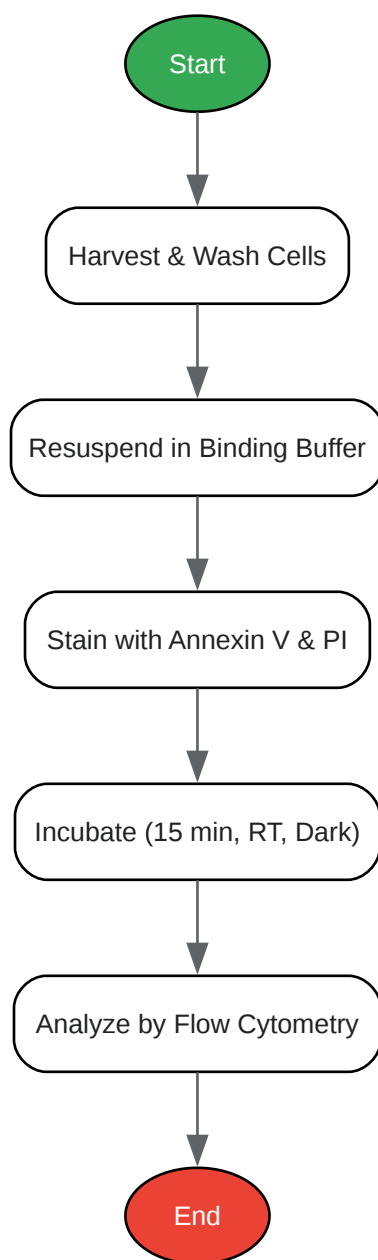 Start
Harvest & Wash Cells
Resuspend in Binding Buffer
Stain with Annexin V & PI
Incubate (15 min, RT, Dark)
Analyze by Flow Cytometry
End